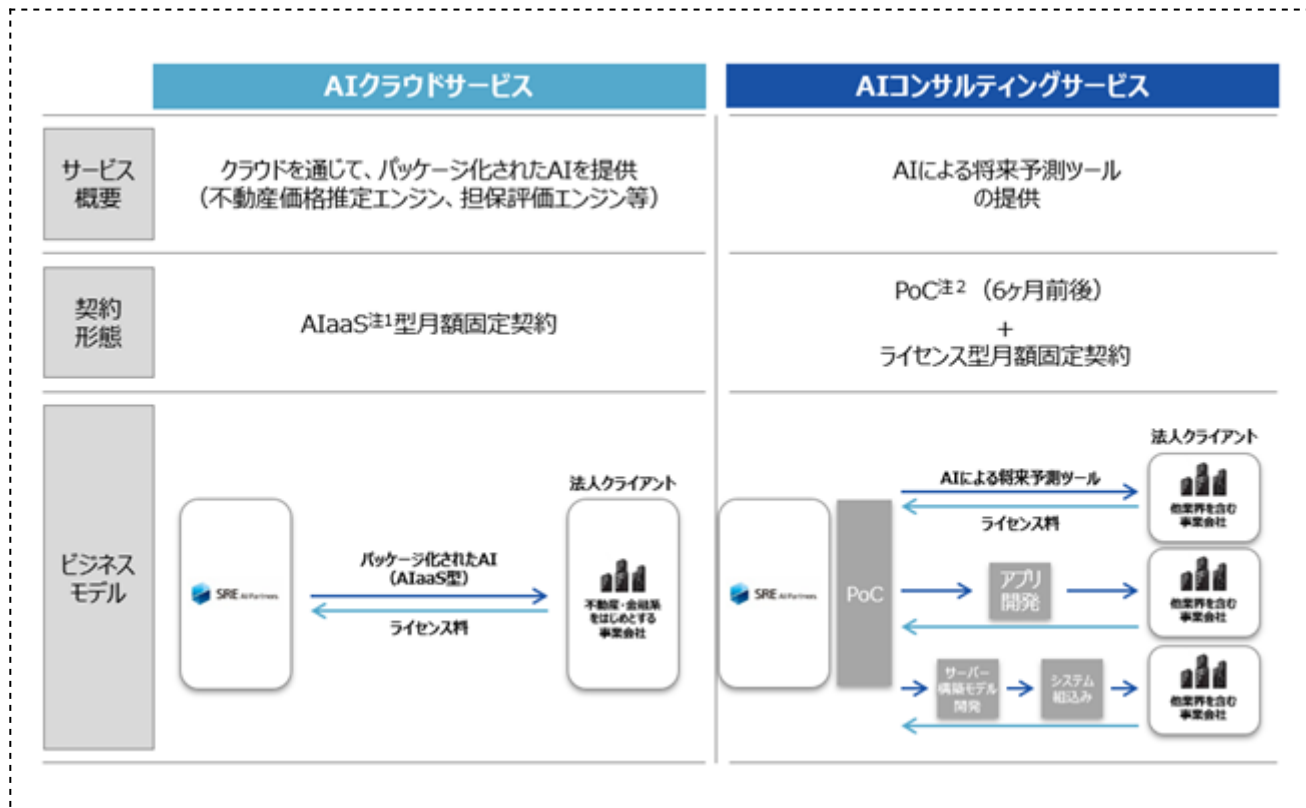 AIクラウドサービス
AIコンサルティングサービス
サービス
概要
クラウドを通じて、パッケージ化されたAIを提供
（不動産価格推定エンジン、担保評価エンジン等）
AIによる将来予測ツール
の提供
契約
形態
AIaaS注1型月額固定契約
PoC注2（6ヶ月前後）
+
ライセンス型月額固定契約
ビジネス
モデル
SRE AI Partners
パッケージ化されたAI
（AIaaS型）
ライセンス料
法人クライアント
不動産・金融業
をはじめとする
事業会社
SRE AI Partners
PoC
AIによる将来予測ツール
ライセンス料
法人クライアント
他業界を含む
事業会社
アプリ
開発
他業界を含む
事業会社
サーバー
構築モデル
開発
システム
組込み
他業界を含む
事業会社